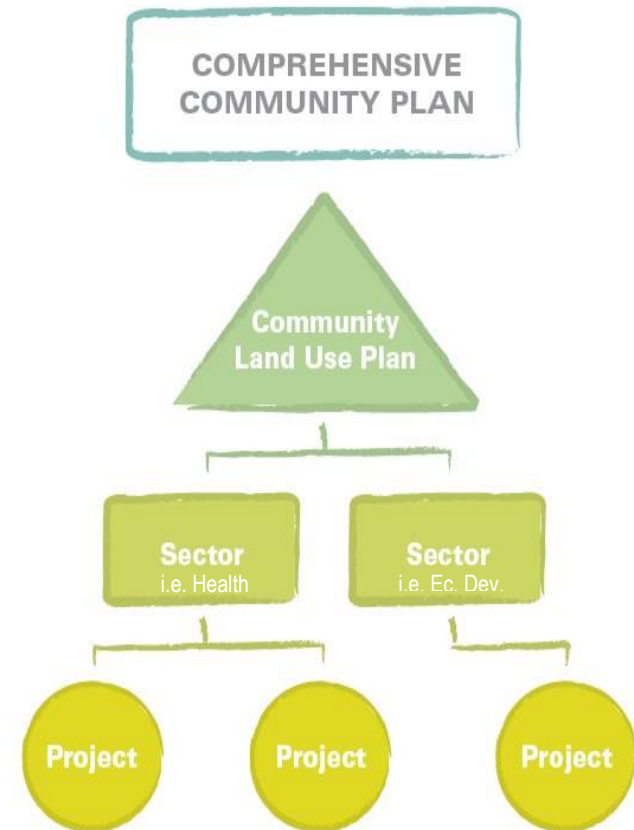 COMPREHENSIVE
COMMUNITY PLAN
Community
Land Use Plan
Sector
i.e. Health
Sector
i.e. Ec. Dev.
Project
Project
Project